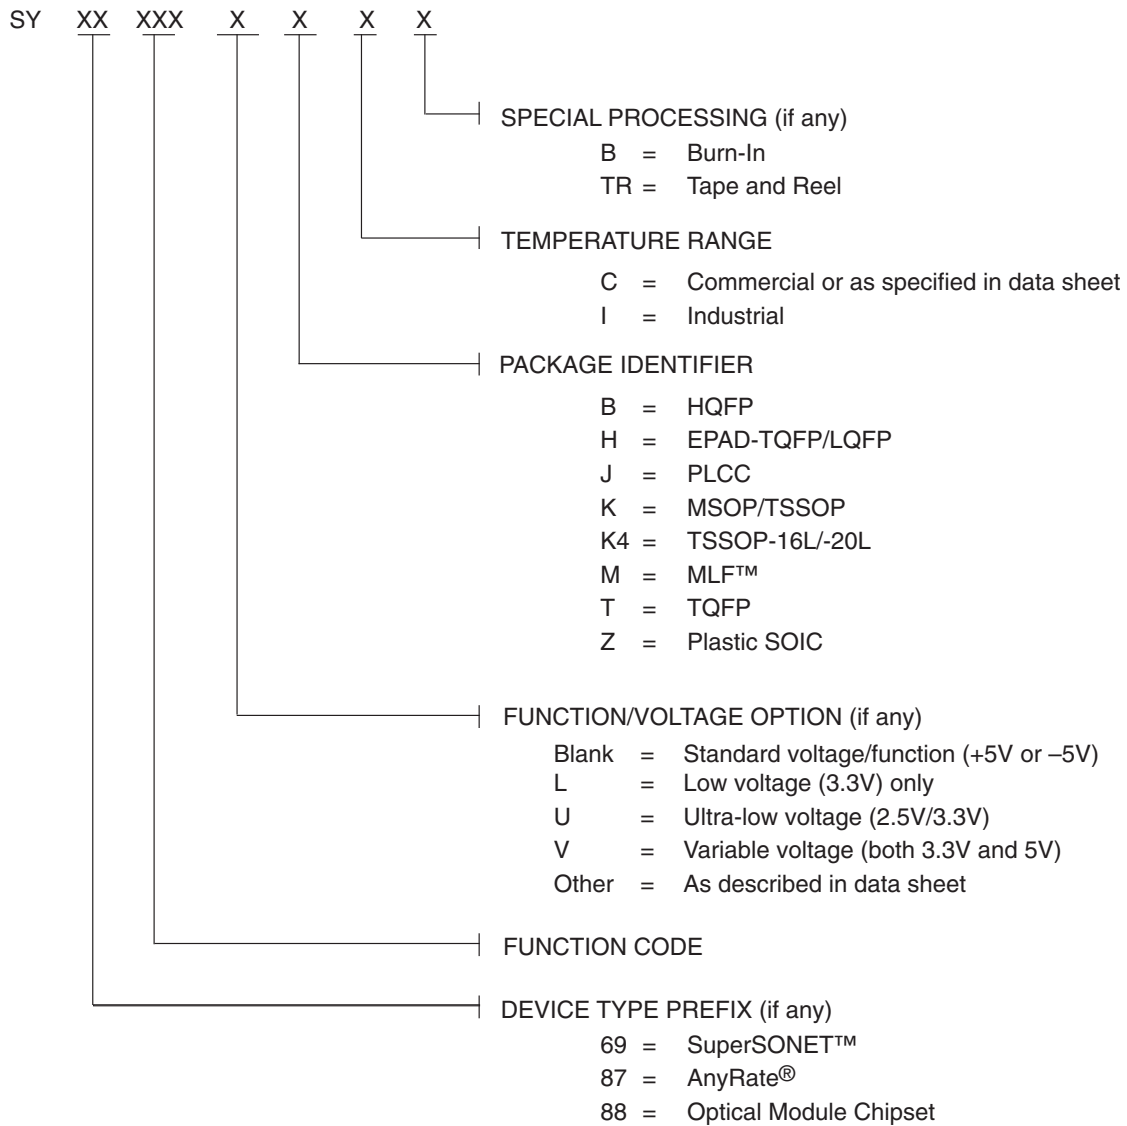 SY XX XXX X X X X
SPECIAL PROCESSING (if any)
B = Burn-In
TR = Tape and Reel
TEMPERATURE RANGE
C = Commercial or as specified in data sheet
I = Industrial
PACKAGE IDENTIFIER
B = HQFP
H = EPAD-TQFP/LQFP
J = PLCC
K = MSOP/TSSOP
K4 = TSSOP-16L/-20L
M = MLF™
T = TQFP
Z = Plastic SOIC
FUNCTION/VOLTAGE OPTION (if any)
Blank = Standard voltage/function (+5V or –5V)
L = Low voltage (3.3V) only
U = Ultra-low voltage (2.5V/3.3V)
V = Variable voltage (both 3.3V and 5V)
Other = As described in data sheet
FUNCTION CODE
DEVICE TYPE PREFIX (if any)
69 = SuperSONET™
87 = AnyRate®
88 = Optical Module Chipset